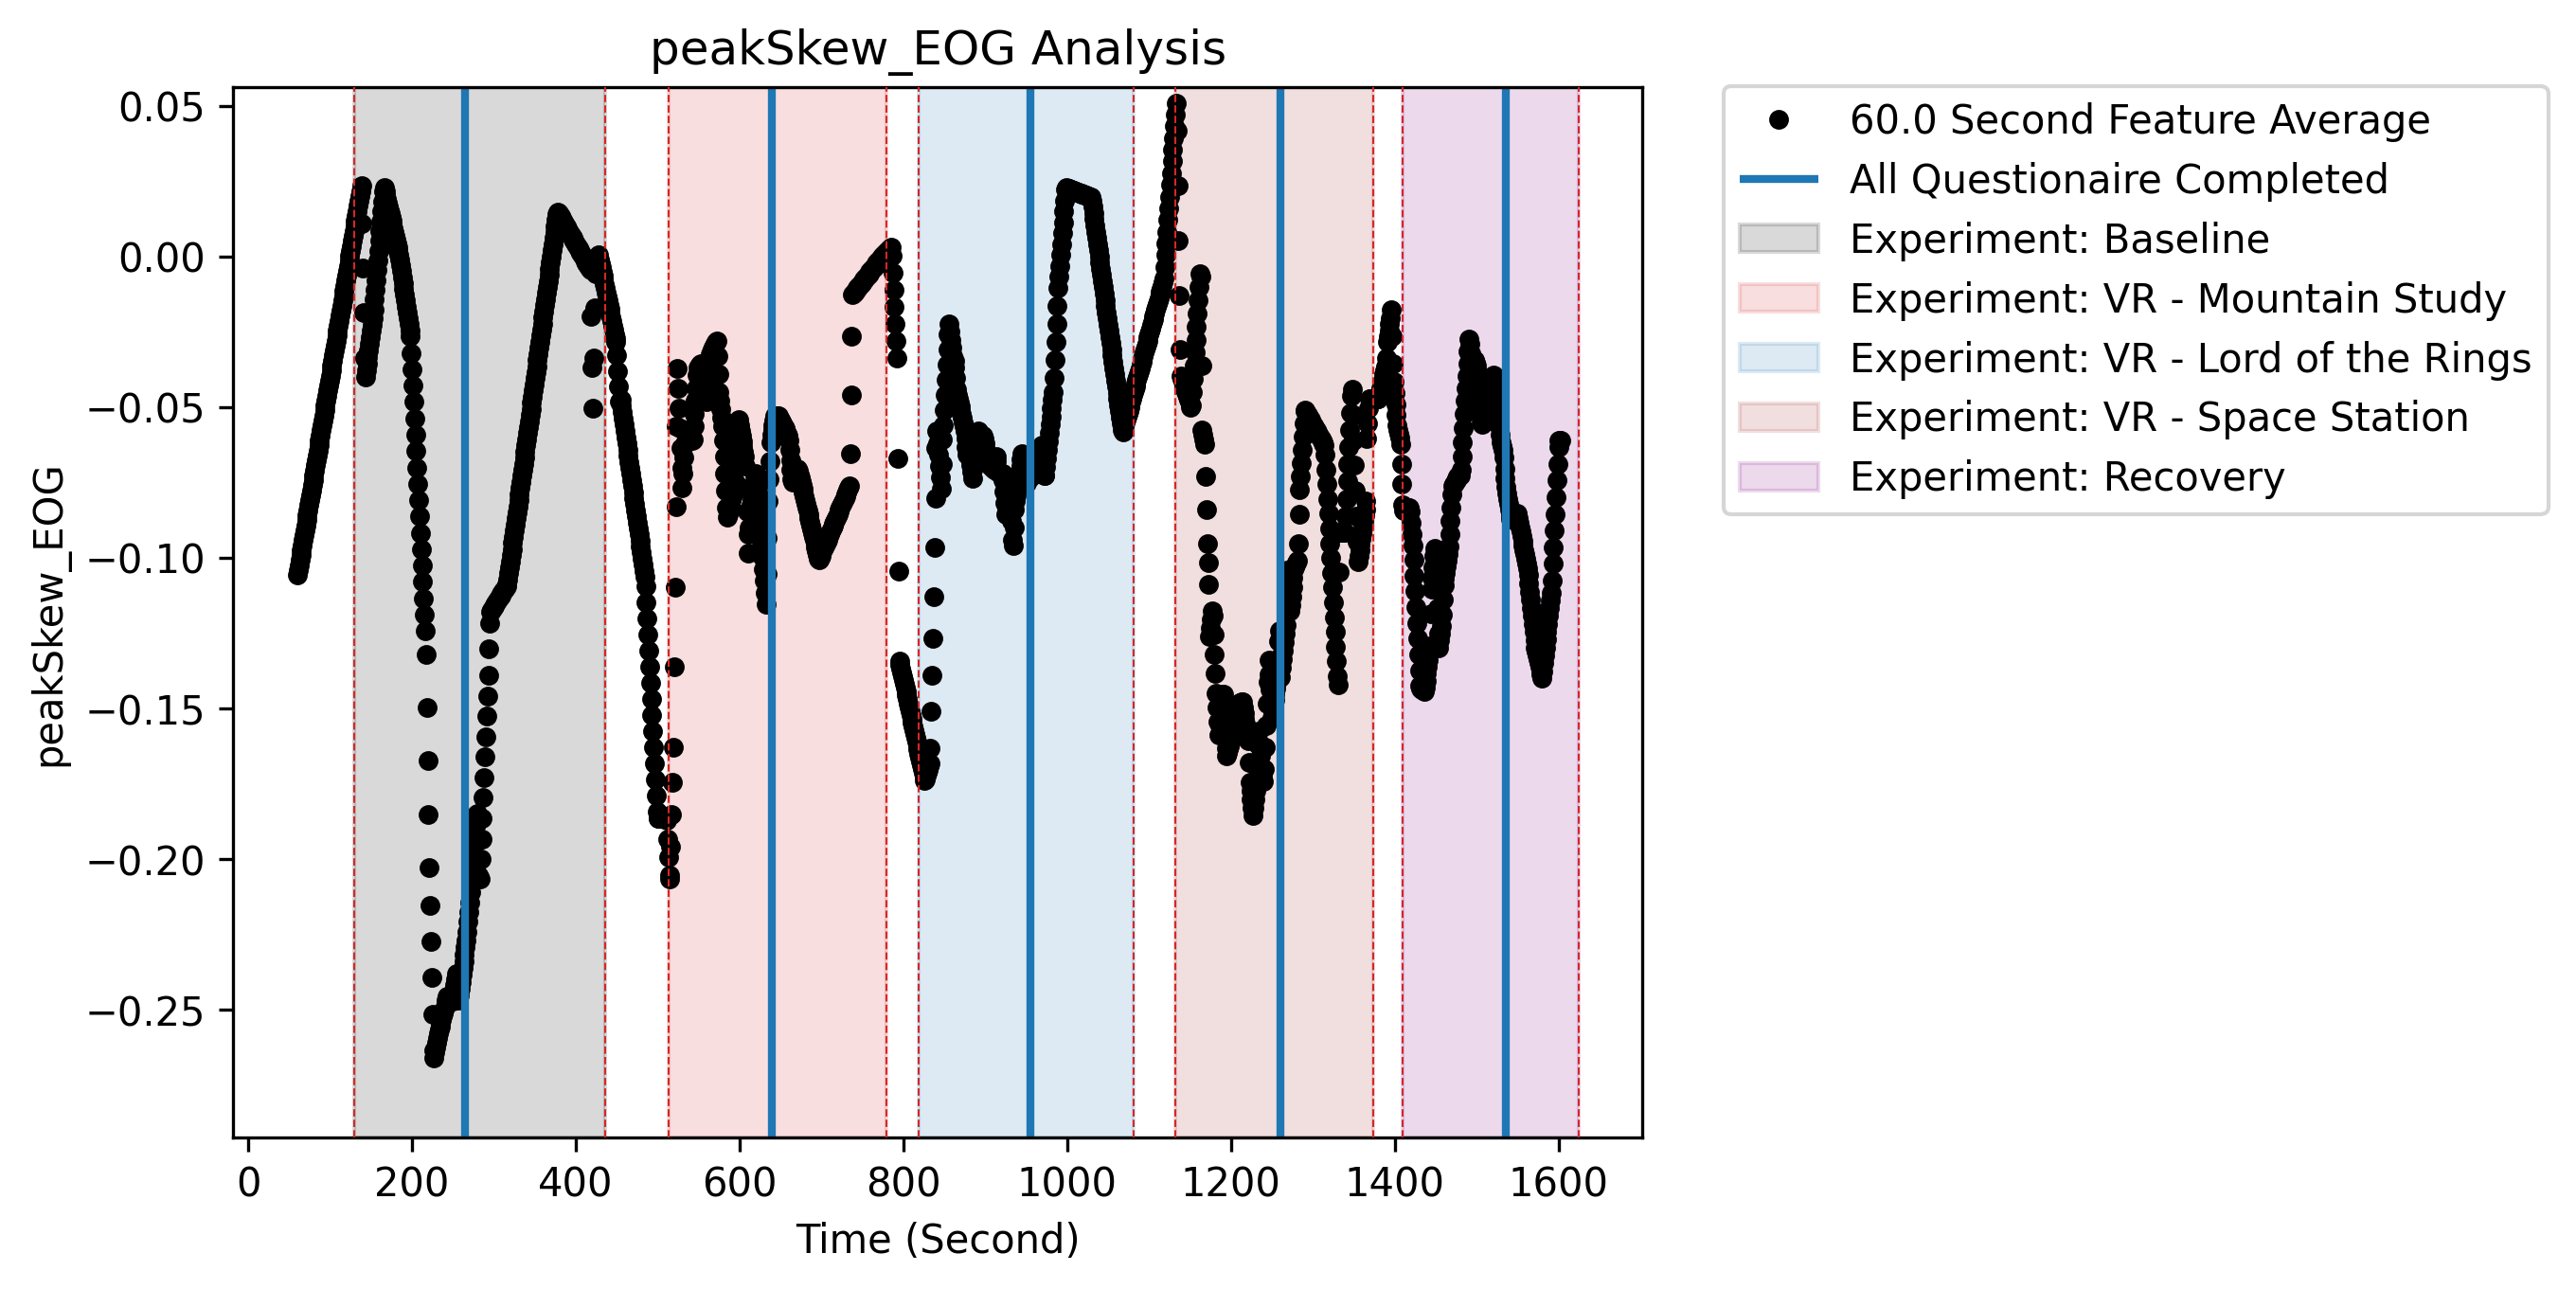 peakSkew_EOG Analysis
0.05
0.00
−0.05
−0.10
−0.15
−0.20
−0.25
peakSkew_EOG
0 200 400 600 800 1000 1200 1400 1600
Time (Second)
60.0 Second Feature Average
All Questionaire Completed
Experiment: Baseline
Experiment: VR - Mountain Study
Experiment: VR - Lord of the Rings
Experiment: VR - Space Station
Experiment: Recovery